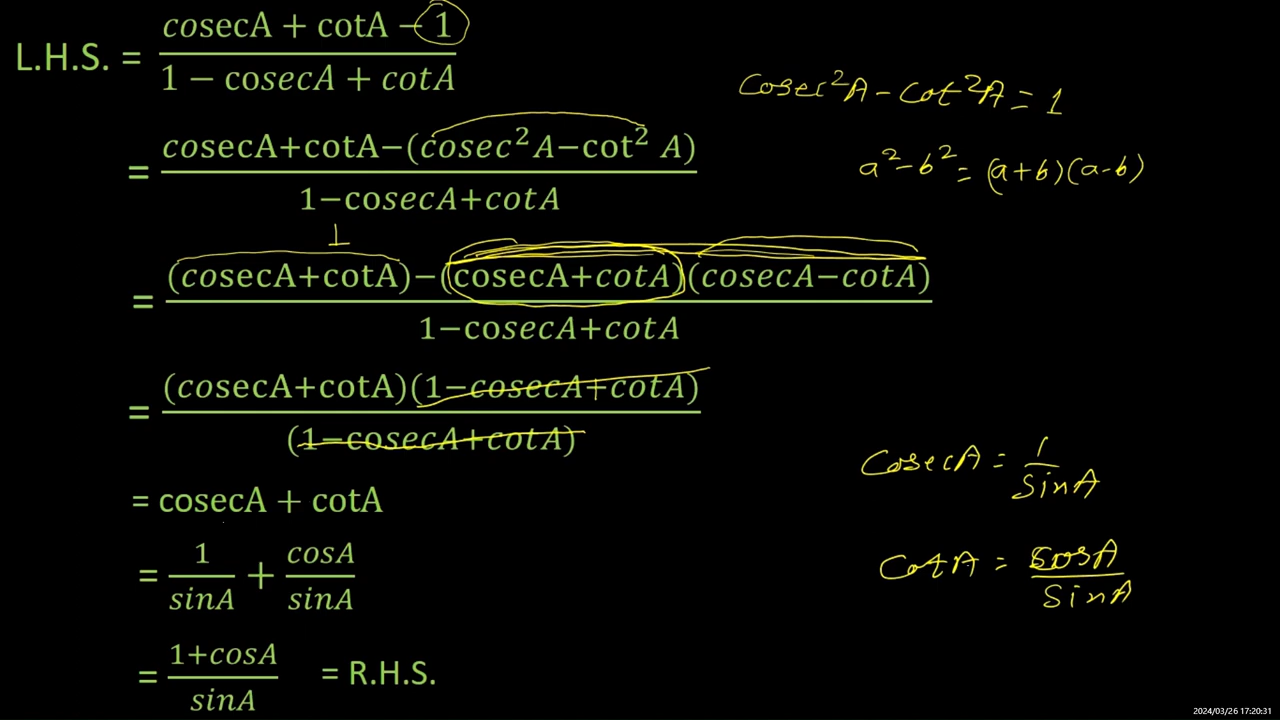 L.H.S. = (cosecA + cotA − 1)/(1 − cosecA + cotA)
cosec²A − cot²A = 1
= (cosecA+cotA−(cosec²A−cot² A))/(1−cosecA+cotA)
a²−b² = (a+b)(a-b)
1
= ((cosecA+cotA)−(cosecA+cotA)(cosecA−cotA))/(1−cosecA+cotA)
= ((cosecA+cotA)(1−cosecA+cotA))/((1−cosecA+cotA))
CosecA = 1/SinA
= cosecA + cotA
= 1/sinA + cosA/sinA
CotA = CosA/SinA
= (1+cosA)/sinA = R.H.S.
2024/03/26 17:20:31